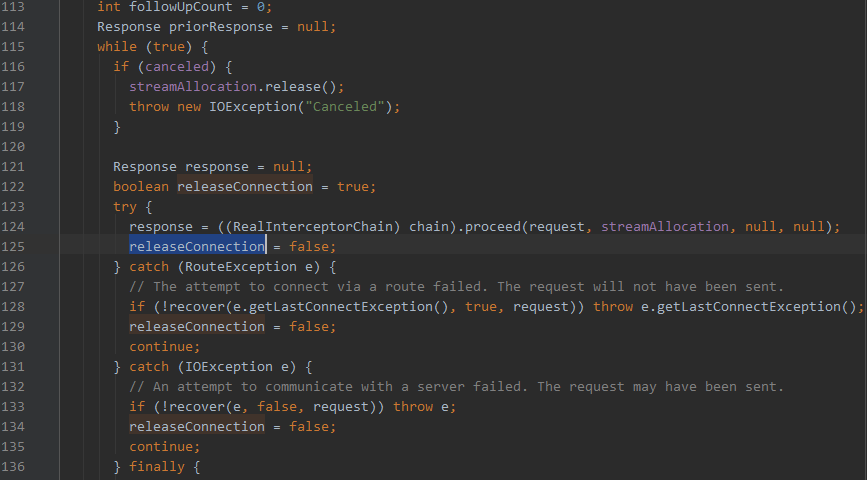 113 int followUpCount = 0;
114 Response priorResponse = null;
115 while (true) {
116 if (canceled) {
117 streamAllocation.release();
118 throw new IOException("Canceled");
119 }
120
121 Response response = null;
122 boolean releaseConnection = true;
123 try {
124 response = ((RealInterceptorChain) chain).proceed(request, streamAllocation, null, null);
125 releaseConnection = false;
126 } catch (RouteException e) {
127 // The attempt to connect via a route failed. The request will not have been sent.
128 if (!recover(e.getLastConnectException(), true, request)) throw e.getLastConnectException();
129 releaseConnection = false;
130 continue;
131 } catch (IOException e) {
132 // An attempt to communicate with a server failed. The request may have been sent.
133 if (!recover(e, false, request)) throw e;
134 releaseConnection = false;
135 continue;
136 } finally {